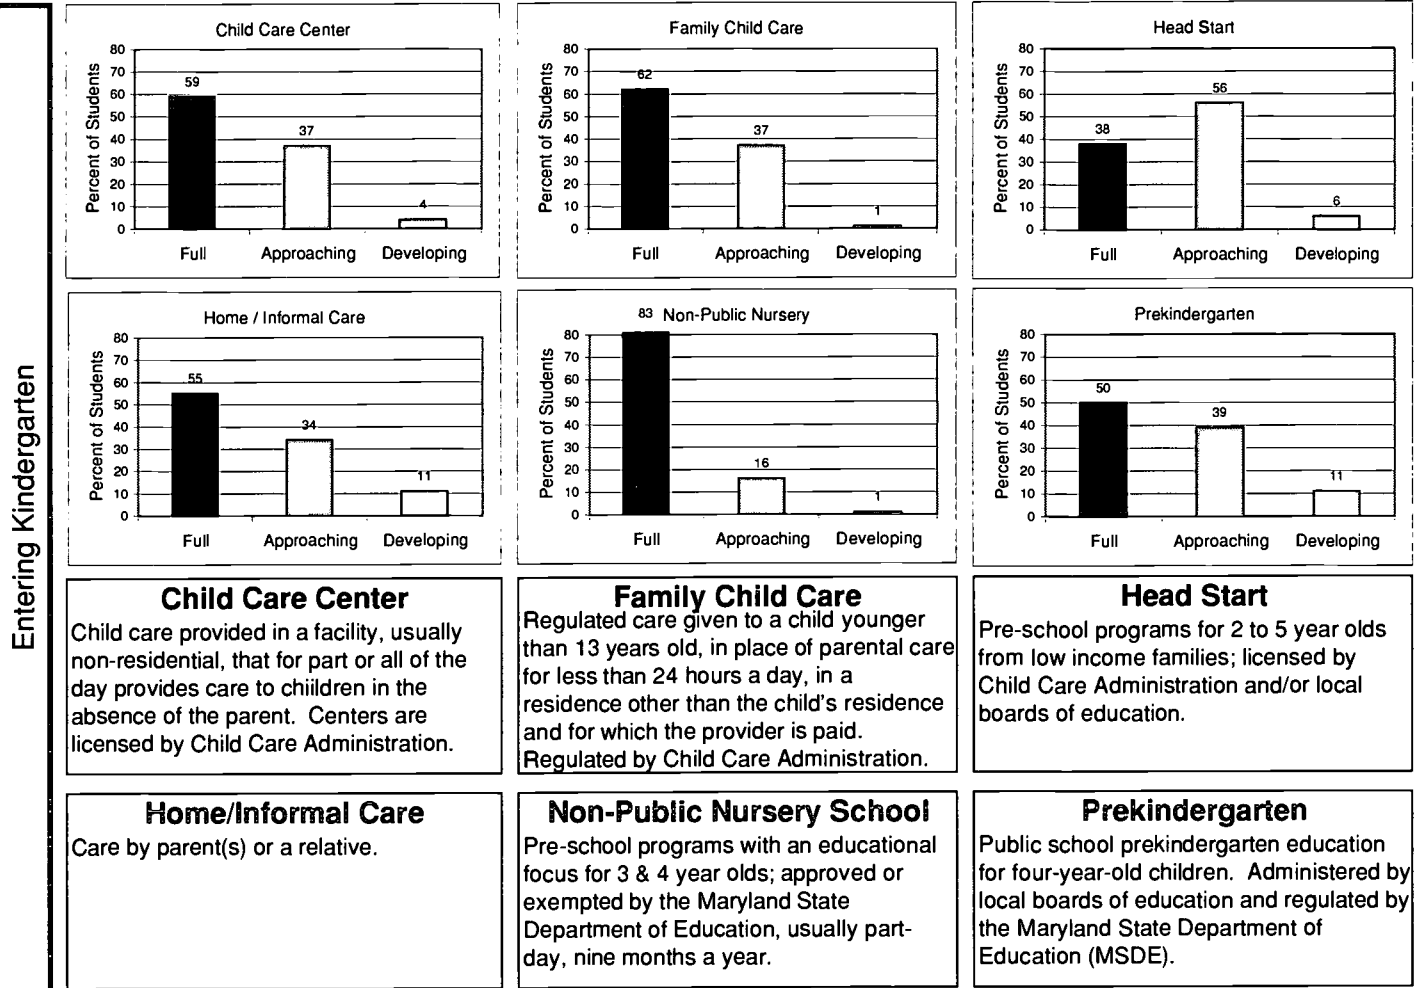 Entering Kindergarten
Child Care Center
Percent of Students
80
70
60
50
40
30
20
10
0
59
37
4
Full Approaching Developing
Family Child Care
Percent of Students
80
70
60
50
40
30
20
10
0
62
37
1
Full Approaching Developing
Head Start
Percent of Students
80
70
60
50
40
30
20
10
0
38
56
6
Full Approaching Developing
Home / Informal Care
Percent of Students
80
70
60
50
40
30
20
10
0
55
34
11
Full Approaching Developing
Non-Public Nursery
Percent of Students
80
70
60
50
40
30
20
10
0
83
16
1
Full Approaching Developing
Prekindergarten
Percent of Students
80
70
60
50
40
30
20
10
0
50
39
11
Full Approaching Developing
Child Care Center
Child care provided in a facility, usually
non-residential, that for part or all of the
day provides care to chiildren in the
absence of the parent. Centers are
licensed by Child Care Administration.
Family Child Care
Regulated care given to a child younger
than 13 years old, in place of parental care
for less than 24 hours a day, in a
residence other than the child's residence
and for which the provider is paid.
Regulated by Child Care Administration.
Head Start
Pre-school programs for 2 to 5 year olds
from low income families; licensed by
Child Care Administration and/or local
boards of education.
Home/Informal Care
Care by parent(s) or a relative.
Non-Public Nursery School
Pre-school programs with an educational
focus for 3 & 4 year olds; approved or
exempted by the Maryland State
Department of Education, usually part-
day, nine months a year.
Prekindergarten
Public school prekindergarten education
for four-year-old children. Administered by
local boards of education and regulated by
the Maryland State Department of
Education (MSDE).